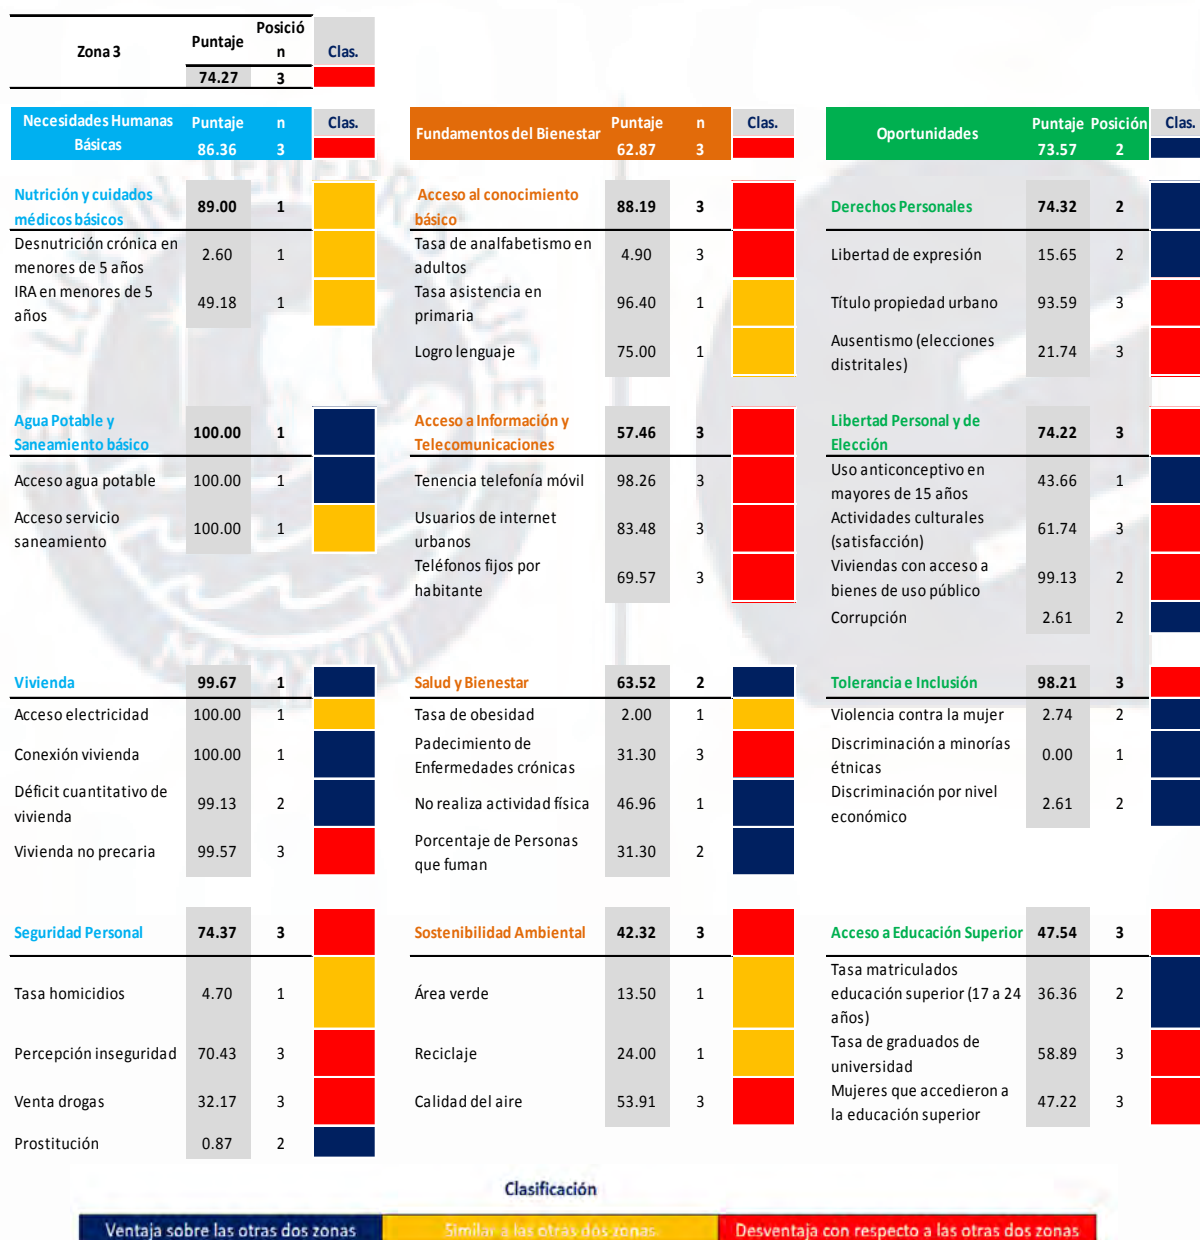 Zona 3 Puntaje Posició n Clas.
74.27 3
Necesidades Humanas Básicas Puntaje n Clas.
86.36 3
Nutrición y cuidados médicos básicos 89.00 1
Desnutrición crónica en menores de 5 años 2.60 1
IRA en menores de 5 años 49.18 1
Agua Potable y Saneamiento básico 100.00 1
Acceso agua potable 100.00 1
Acceso servicio saneamiento 100.00 1
Vivienda 99.67 1
Acceso electricidad 100.00 1
Conexión vivienda 100.00 1
Déficit cuantitativo de vivienda 99.13 2
Vivienda no precaria 99.57 3
Seguridad Personal 74.37 3
Tasa homicidios 4.70 1
Percepción inseguridad 70.43 3
Venta drogas 32.17 3
Prostitución 0.87 2
Fundamentos del Bienestar Puntaje n Clas.
62.87 3
Acceso al conocimiento básico 88.19 3
Tasa de analfabetismo en adultos 4.90 3
Tasa asistencia en primaria 96.40 1
Logro lenguaje 75.00 1
Acceso a Información y Telecomunicaciones 57.46 3
Tenencia telefonía móvil 98.26 3
Usuarios de internet urbanos 83.48 3
Teléfonos fijos por habitante 69.57 3
Salud y Bienestar 63.52 2
Tasa de obesidad 2.00 1
Padecimiento de Enfermedades crónicas 31.30 3
No realiza actividad física 46.96 1
Porcentaje de Personas que fuman 31.30 2
Sostenibilidad Ambiental 42.32 3
Área verde 13.50 1
Reciclaje 24.00 1
Calidad del aire 53.91 3
Oportunidades Puntaje Posición Clas.
73.57 2
Derechos Personales 74.32 2
Libertad de expresión 15.65 2
Título propiedad urbano 93.59 3
Ausentismo (elecciones distritales) 21.74 3
Libertad Personal y de Elección 74.22 3
Uso anticonceptivo en mayores de 15 años 43.66 1
Actividades culturales (satisfacción) 61.74 3
Viviendas con acceso a bienes de uso público 99.13 2
Corrupción 2.61 2
Tolerancia e Inclusión 98.21 3
Violencia contra la mujer 2.74 2
Discriminación a minorías étnicas 0.00 1
Discriminación por nivel económico 2.61 2
Acceso a Educación Superior 47.54 3
Tasa matriculados educación superior (17 a 24 años) 36.36 2
Tasa de graduados de universidad 58.89 3
Mujeres que accedieron a la educación superior 47.22 3
Clasificación
Ventaja sobre las otras dos zonas
Similar a las otras dos zonas
Desventaja con respecto a las otras dos zonas